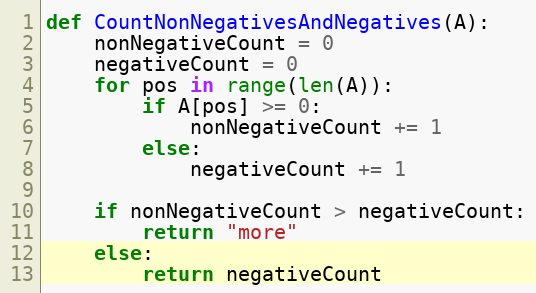 1 def CountNonNegativesAndNegatives(A):
2     nonNegativeCount = 0
3     negativeCount = 0
4     for pos in range(len(A)):
5         if A[pos] >= 0:
6             nonNegativeCount += 1
7         else:
8             negativeCount += 1
9
10     if nonNegativeCount > negativeCount:
11         return "more"
12     else:
13         return negativeCount